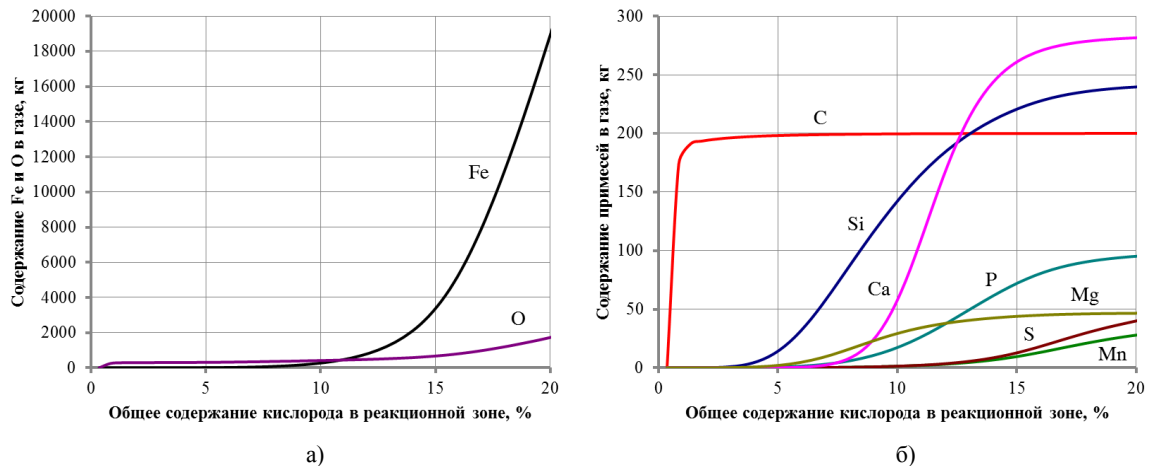 Содержание Fe и O в газе, кг
20000
18000
16000
14000
12000
10000
8000
6000
4000
2000
0
Fe
O
0 5 10 15 20
Общее содержание кислорода в реакционной зоне, %
а)
Содержание примесей в газе, кг
300
250
200
150
100
50
0
C
Si
Ca
P
Mg
S
Mn
0 5 10 15 20
Общее содержание кислорода в реакционной зоне, %
б)